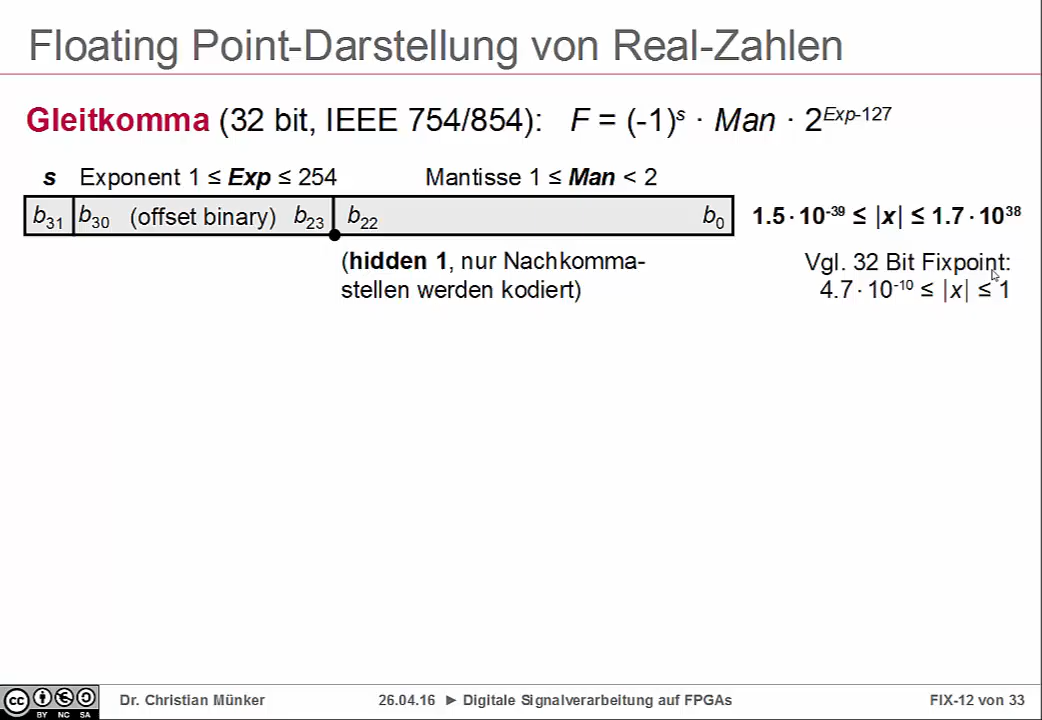 Floating Point-Darstellung von Real-Zahlen
Gleitkomma (32 bit, IEEE 754/854): F = (-1)ˢ · Man · 2ᴱˣᵖ⁻¹²⁷
s Exponent 1 ≤ Exp ≤ 254 Mantisse 1 ≤ Man < 2
b₃₁ b₃₀ (offset binary) b₂₃ b₂₂ b₀ 1.5·10⁻³⁹ ≤ |x| ≤ 1.7·10³⁸
(hidden 1, nur Nachkomma- Vgl. 32 Bit Fixpoint:
stellen werden kodiert) 4.7·10⁻¹⁰ ≤ |x| ≤ 1
cc BY NC SA Dr. Christian Münker 26.04.16 ► Digitale Signalverarbeitung auf FPGAs FIX-12 von 33